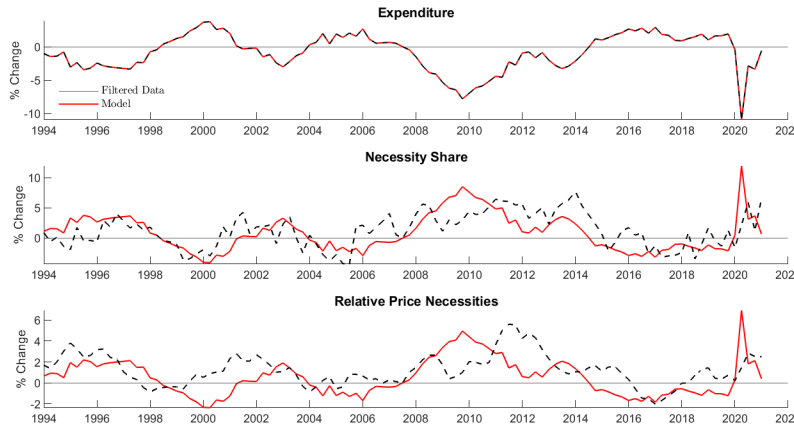 Expenditure
% Change
0
-5
-10
Filtered Data
Model
1994 1996 1998 2000 2002 2004 2006 2008 2010 2012 2014 2016 2018 2020 202
Necessity Share
% Change
10
5
0
1994 1996 1998 2000 2002 2004 2006 2008 2010 2012 2014 2016 2018 2020 202
Relative Price Necessities
% Change
6
4
2
0
-2
1994 1996 1998 2000 2002 2004 2006 2008 2010 2012 2014 2016 2018 2020 202